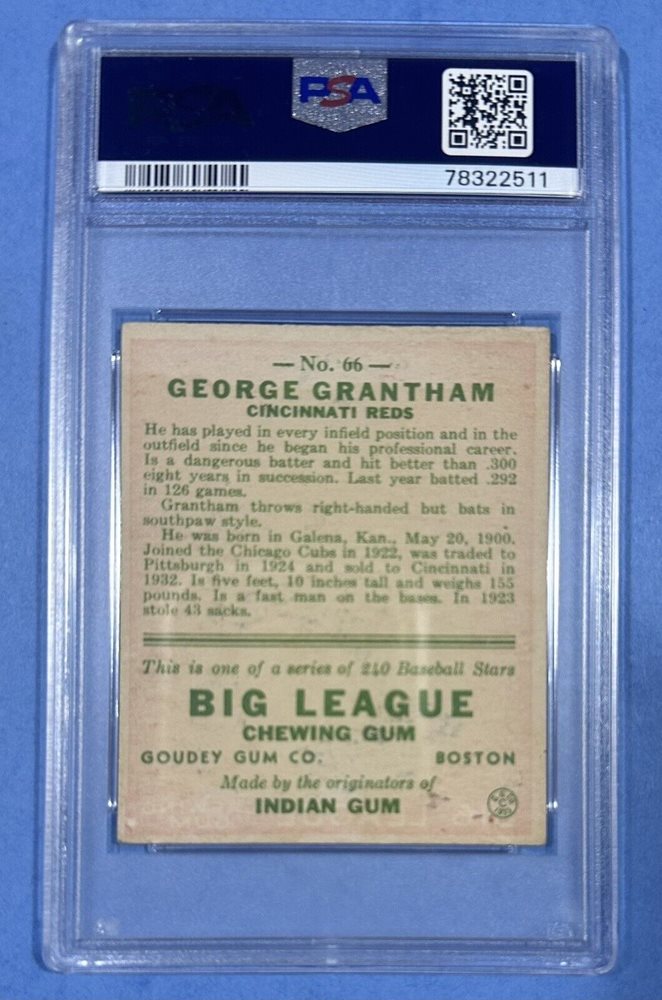 PSA
78322511
— No. 66 —
GEORGE GRANTHAM
CINCINNATI REDS
He has played in every infield position and in the
outfield since he began his professional career.
Is a dangerous batter and hit better than .300
eight years in succession. Last year batted .292
in 126 games.
Grantham throws right-handed but bats in
southpaw style.
He was born in Galena, Kan., May 20, 1900.
Joined the Chicago Cubs in 1922, was traded to
Pittsburgh in 1924 and sold to Cincinnati in
1932. Is five feet, 10 inches tall and weighs 155
pounds. Is a fast man on the bases. In 1923
stole 43 sacks.
This is one of a series of 240 Baseball Stars
BIG LEAGUE
CHEWING GUM
GOUDEY GUM CO. BOSTON
Made by the originators of
INDIAN GUM